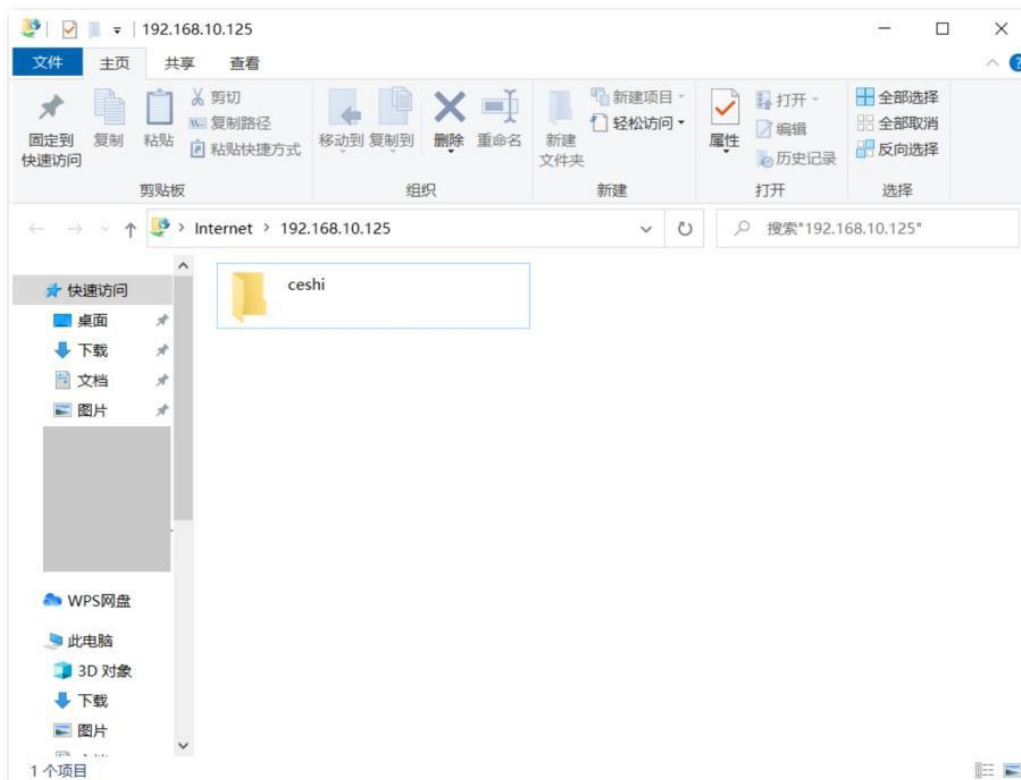 192.168.10.125
文件 主页 共享 查看
固定到快速访问
复制
粘贴
剪切
复制路径
粘贴快捷方式
剪贴板
移动到
复制到
删除
重命名
组织
新建文件夹
新建项目
轻松访问
新建
属性
打开
编辑
历史记录
打开
全部选择
全部取消
反向选择
选择
Internet > 192.168.10.125
搜索"192.168.10.125"
快速访问
桌面
下载
文档
图片
WPS网盘
此电脑
3D 对象
下载
图片
ceshi
1 个项目